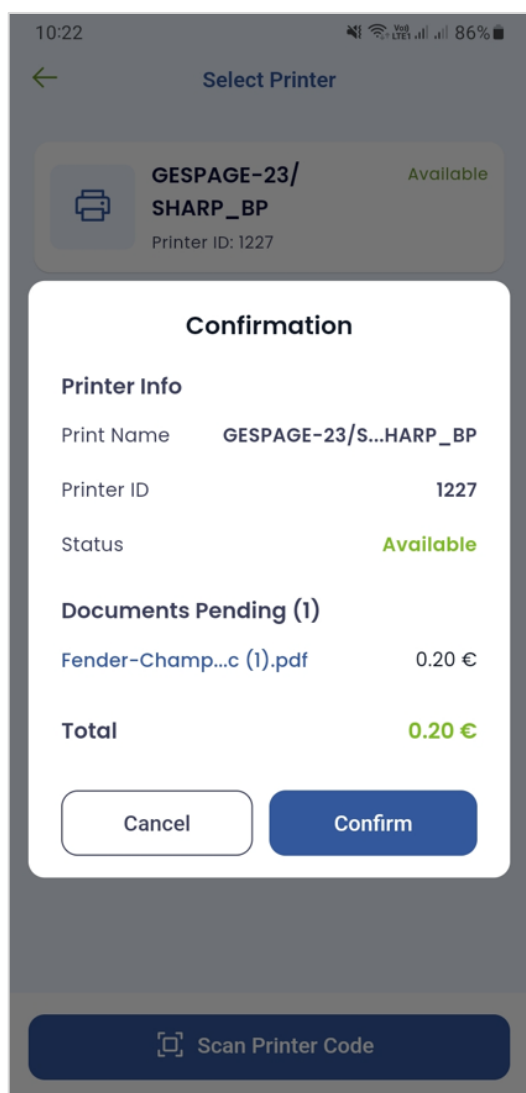 10:22
Vo)) LTE1 86%
Select Printer
GESPAGE-23/ Available
SHARP_BP
Printer ID: 1227
Confirmation
Printer Info
Print Name GESPAGE-23/S...HARP_BP
Printer ID 1227
Status Available
Documents Pending (1)
Fender-Champ...c (1).pdf 0.20 €
Total 0.20 €
Cancel Confirm
Scan Printer Code